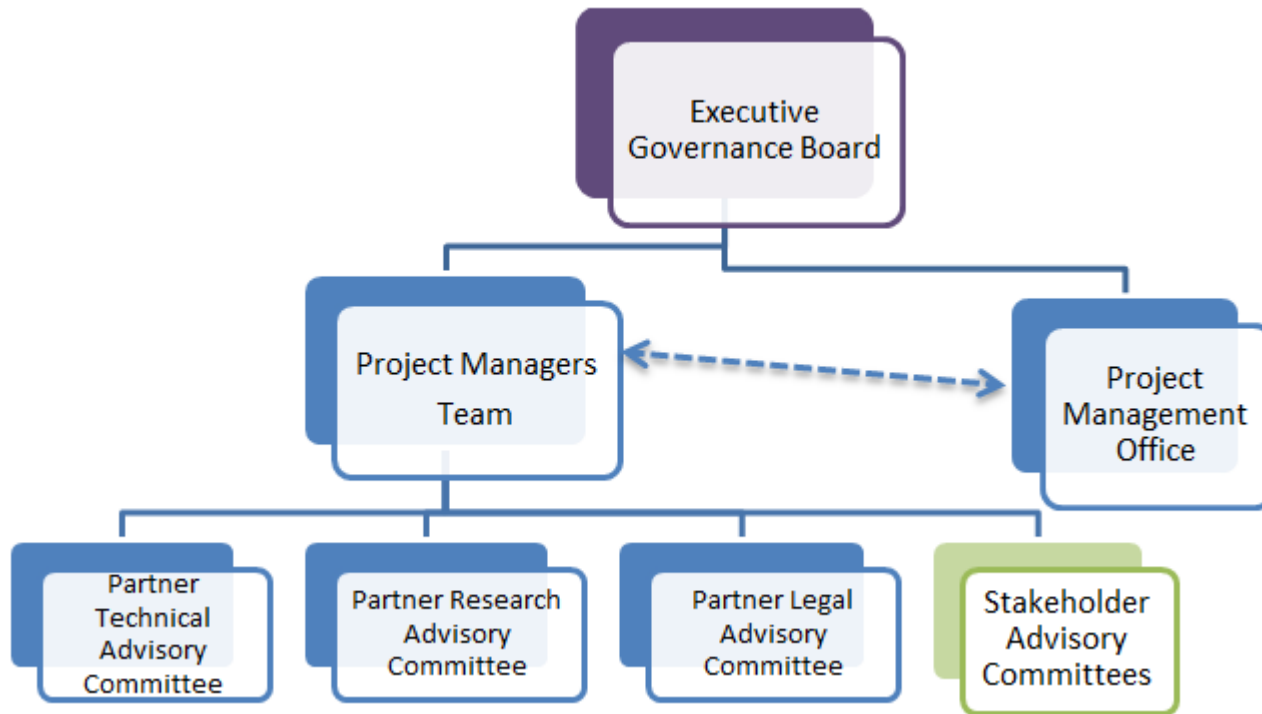 Executive
Governance Board
Project Managers
Team
Project
Management
Office
Partner
Technical
Advisory
Committee
Partner Research
Advisory
Committee
Partner Legal
Advisory
Committee
Stakeholder
Advisory
Committees